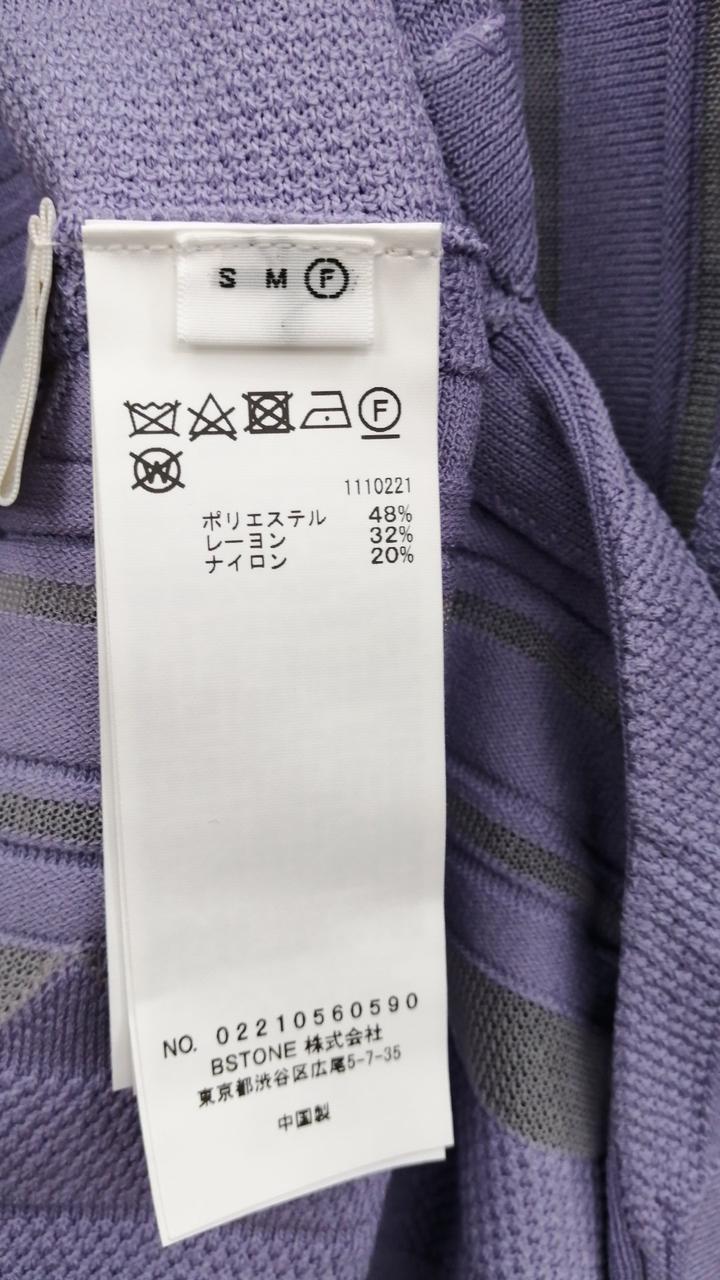 S M F
F
W
1110221
ポリエステル 48%
レーヨン 32%
ナイロン 20%
NO. 02210560590
BSTONE 株式会社
東京都渋谷区広尾5-7-35
中国製